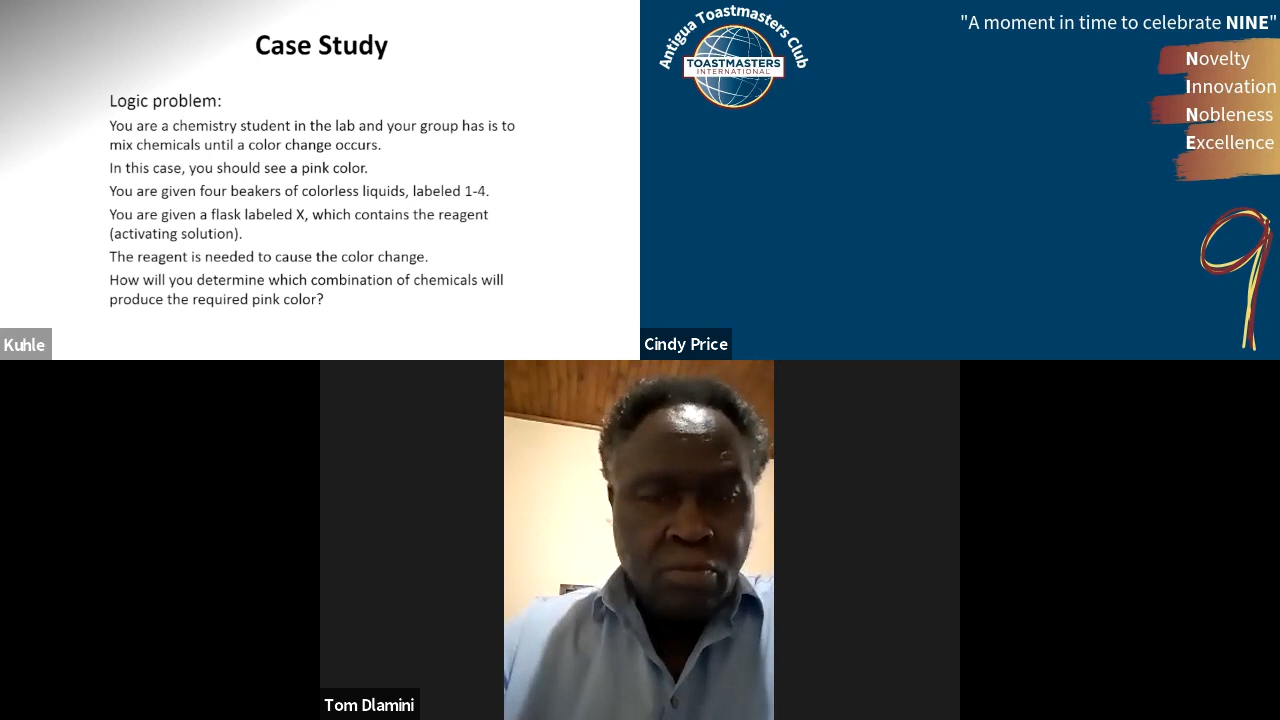 Case Study
Logic problem:
You are a chemistry student in the lab and your group has is to
mix chemicals until a color change occurs.
In this case, you should see a pink color.
You are given four beakers of colorless liquids, labeled 1-4.
You are given a flask labeled X, which contains the reagent
(activating solution).
The reagent is needed to cause the color change.
How will you determine which combination of chemicals will
produce the required pink color?
Kuhle
Antigua Toastmasters Club
TOASTMASTERS
INTERNATIONAL
"A moment in time to celebrate NINE"
Novelty
Innovation
Nobleness
Excellence
9
Cindy Price
Tom Dlamini